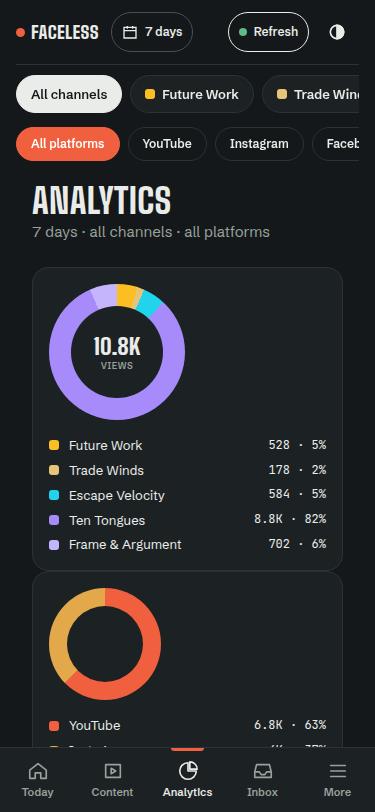 FACELESS
7 days
Refresh
All channels
Future Work
Trade Wind
All platforms
YouTube
Instagram
Faceb
ANALYTICS
7 days · all channels · all platforms
10.8K
VIEWS
Future Work 528 · 5%
Trade Winds 178 · 2%
Escape Velocity 584 · 5%
Ten Tongues 8.8K · 82%
Frame & Argument 702 · 6%
YouTube 6.8K · 63%
Today
Content
Analytics
Inbox
More